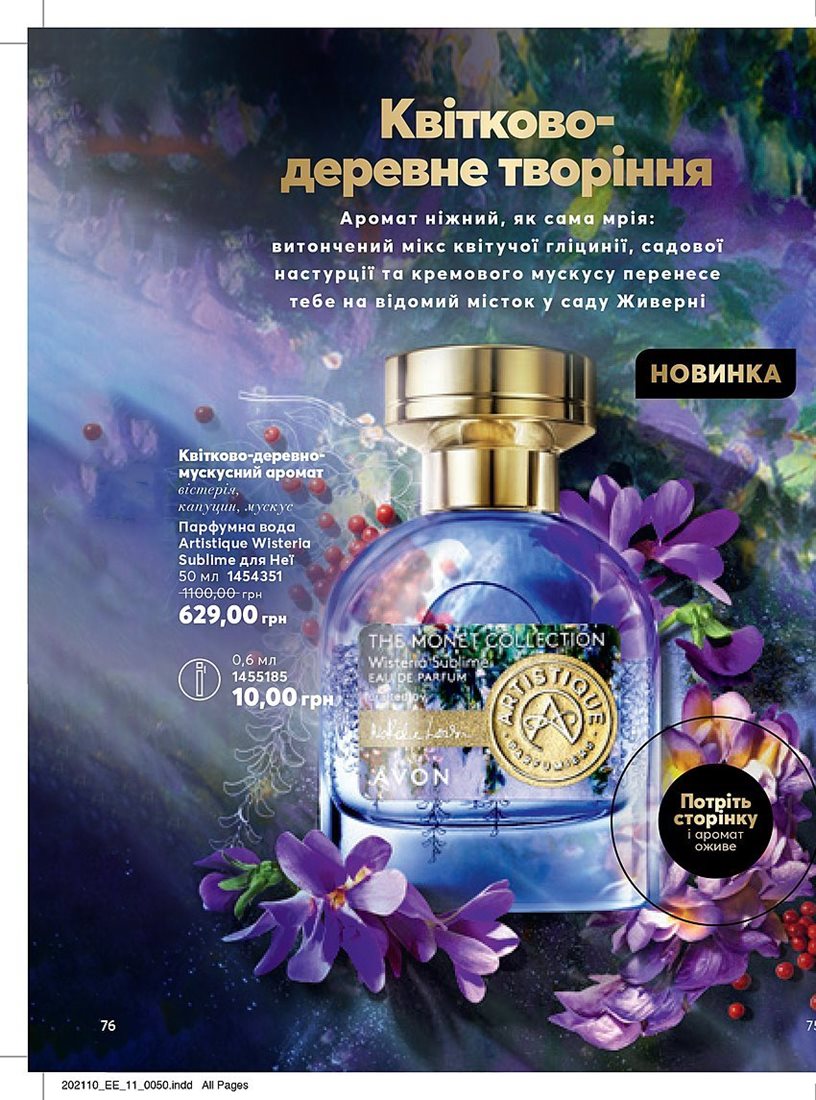 Квітково-
деревне творіння
Аромат ніжний, як сама мрія:
витончений мікс квітучої гліцинії, садової
настурції та кремового мускусу перенесе
тебе на відомий місток у саду Живерні
НОВИНКА
Квітково-деревно-
мускусний аромат
вістерія,
капуцин, мускус
Парфумна вода
Artistique Wisteria
Sublime для Неї
50 мл 1454351
1100,00 грн
629,00 грн
0,6 мл
1455185
10,00 грн
THE MONET COLLECTION
Wisteria Sublime
EAU DE PARFUM
ARTISTIQUE
PARFUMIERS
AVON
Потріть
сторінку
і аромат
оживе
76
75
202110_EE_11_0050.indd All Pages